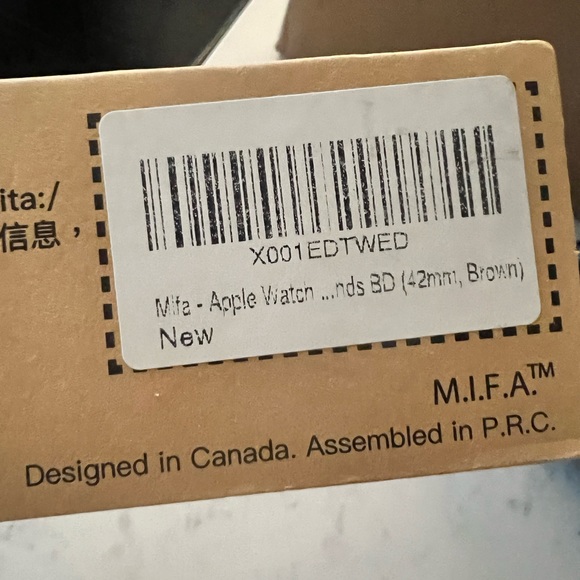 ita:/
信息，
X001EDTWED
Mifa - Apple Watch ...nds BD (42mm, Brown)
New
M.I.F.A.™
Designed in Canada. Assembled in P.R.C.